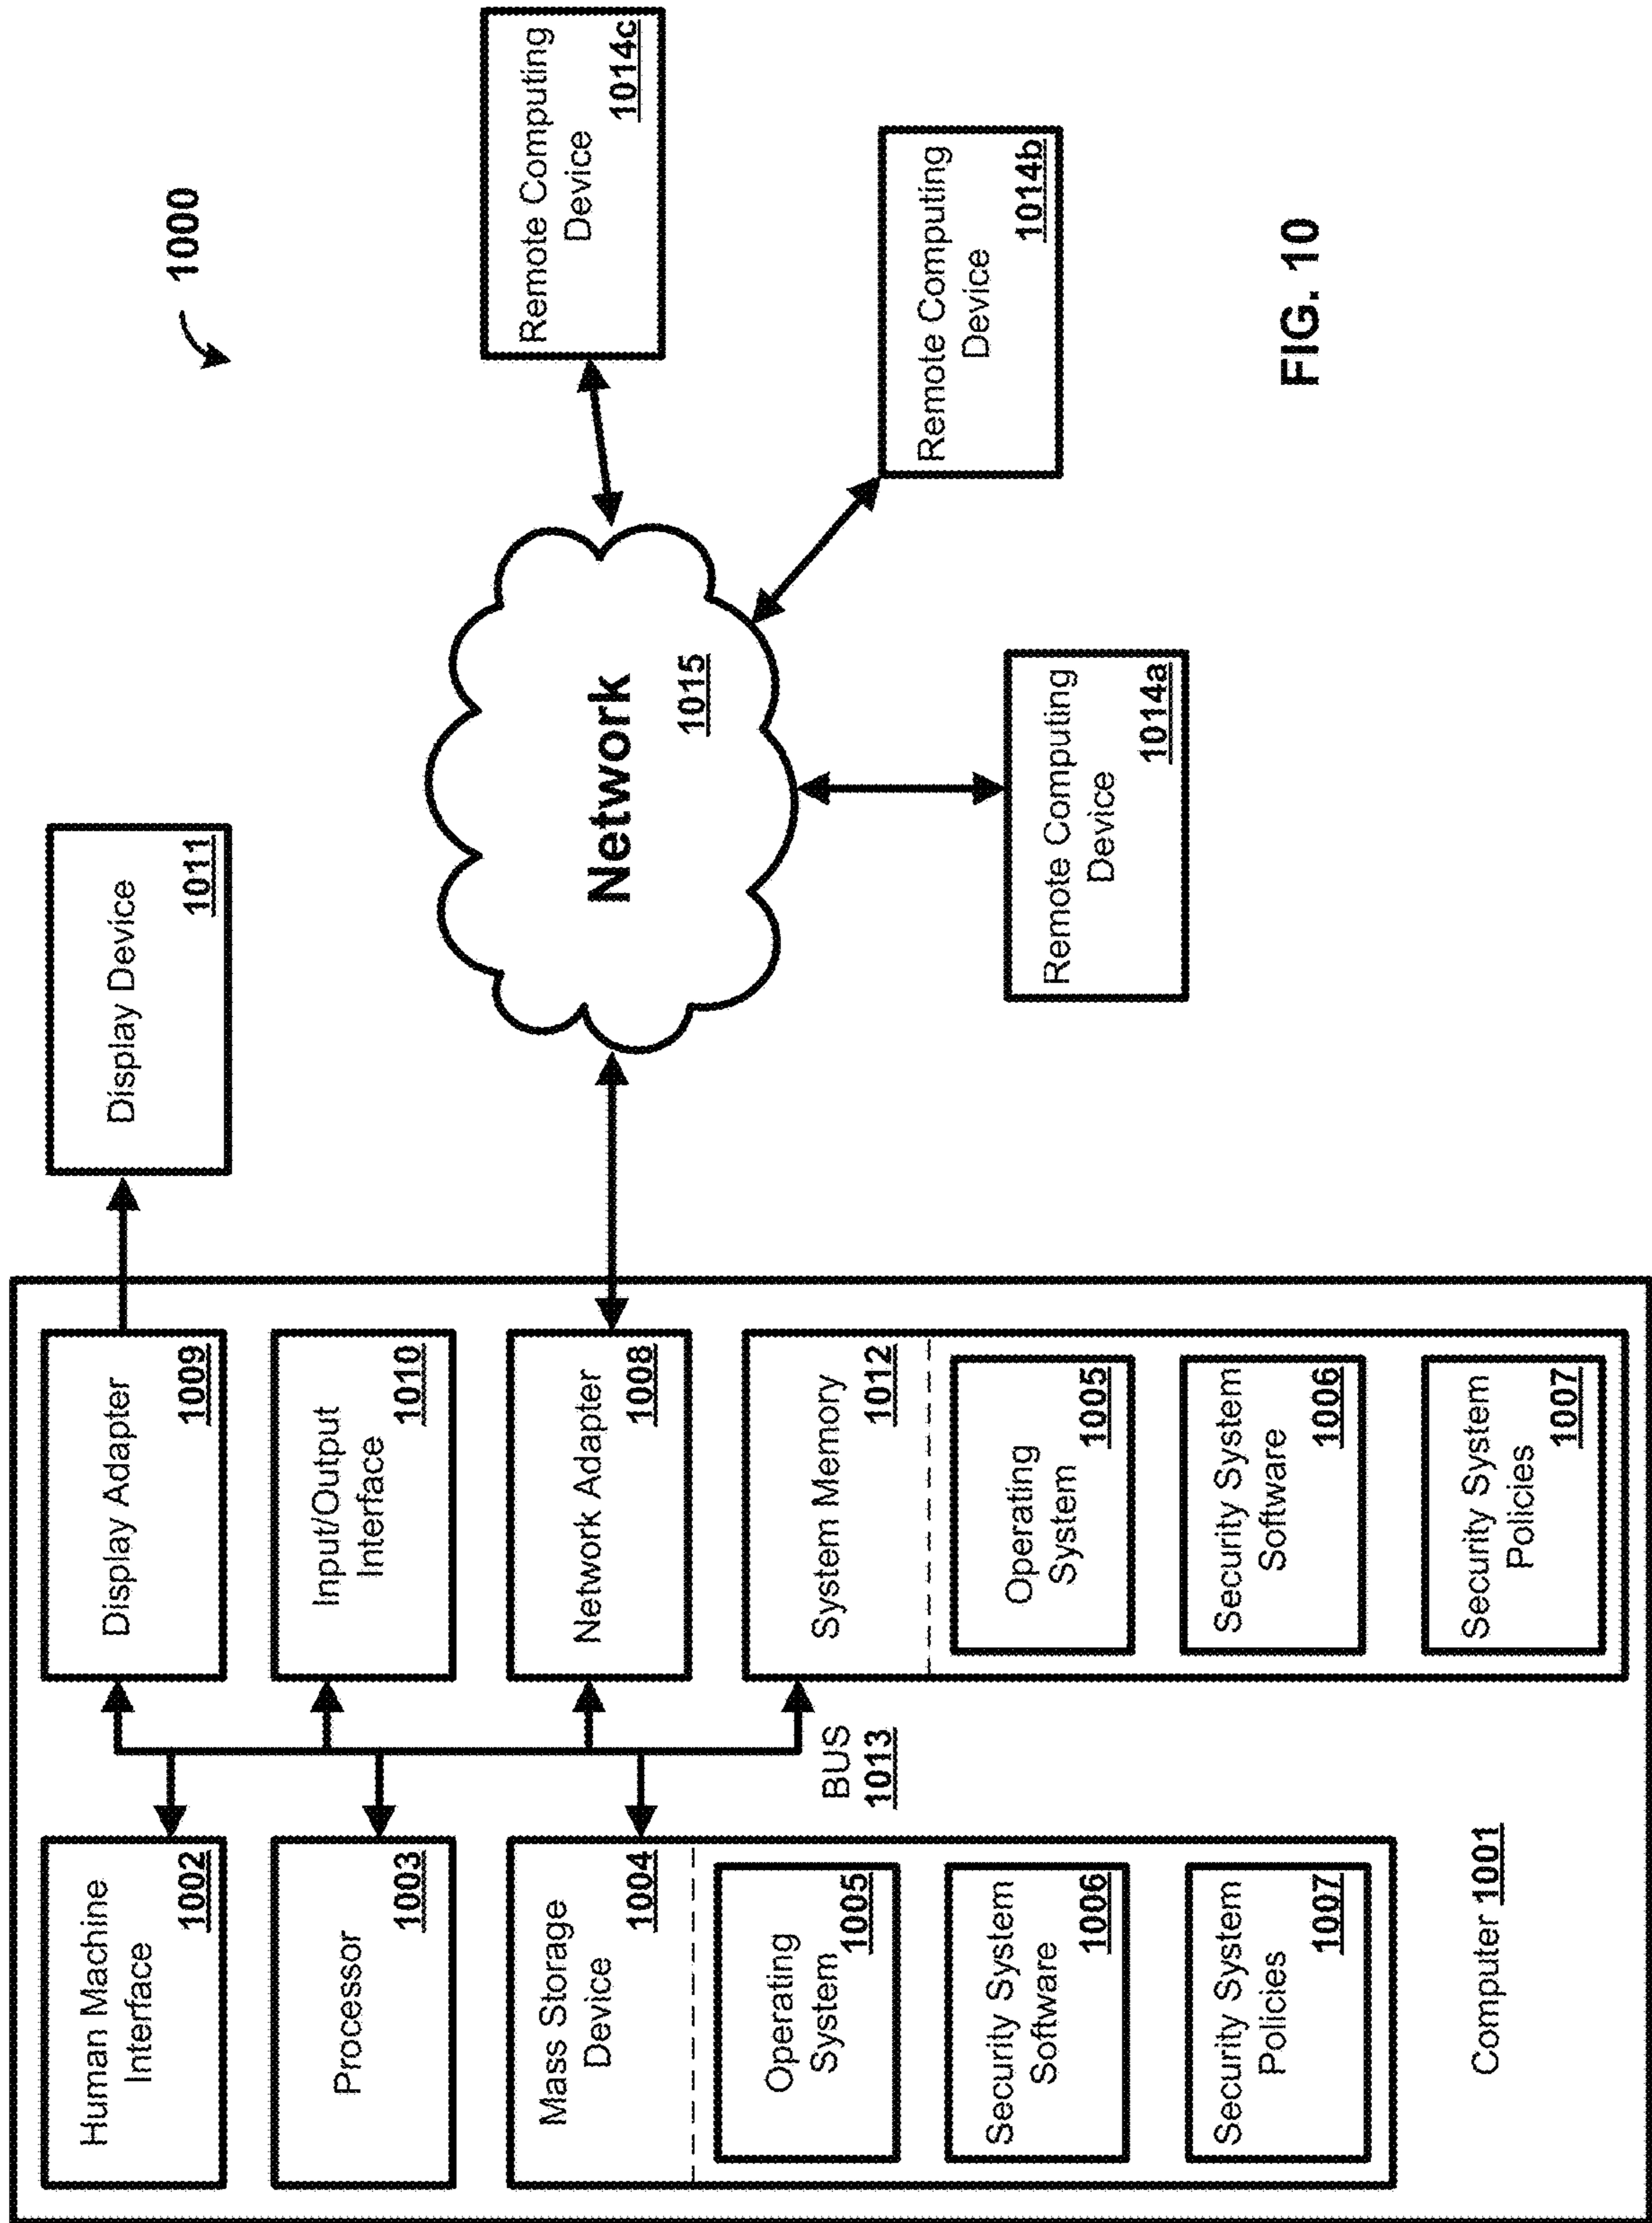 1000
Human Machine
Interface
1002
Processor
1003
Mass Storage
Device
1004
Operating
System
1005
Security System
Software
1006
Security System
Policies
1007
Computer 1001
BUS
1013
Display Adapter
1009
Input/Output
Interface
1010
Network Adapter
1008
System Memory
1012
Operating
System
1005
Security System
Software
1006
Security System
Policies
1007
Display Device
1011
Network
1015
Remote Computing
Device
1014a
Remote Computing
Device
1014b
Remote Computing
Device
1014c
FIG. 10